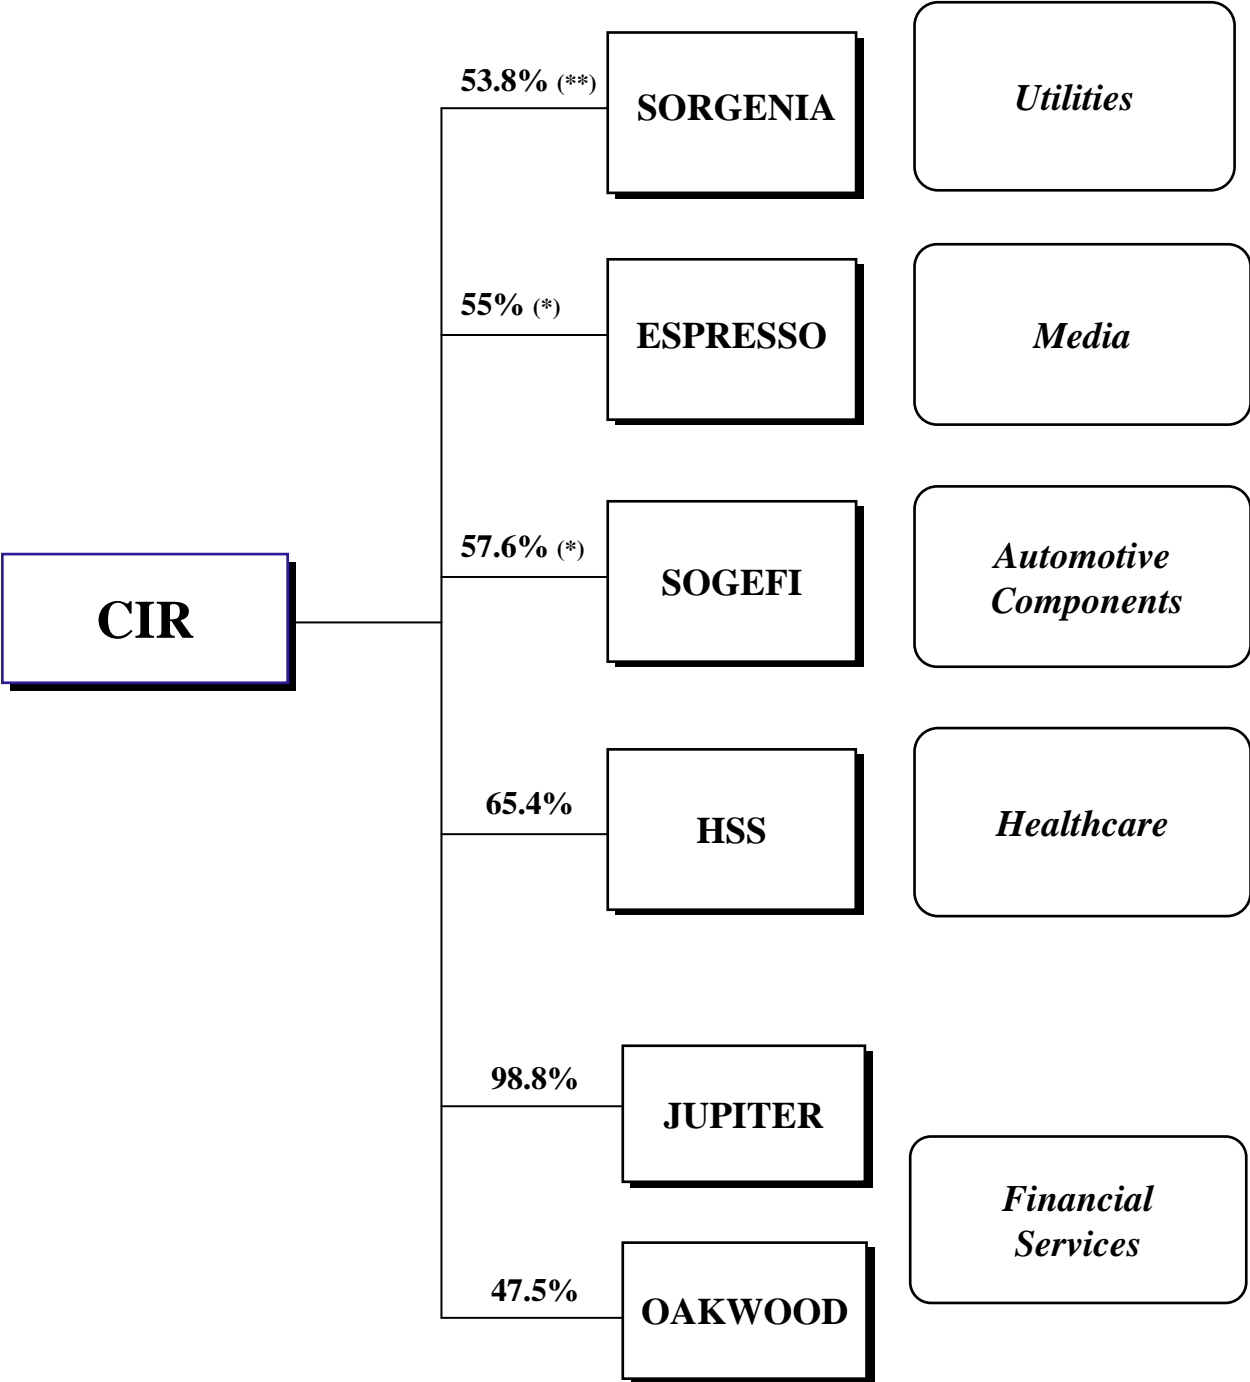 53.8% (**)
SORGENIA
Utilities
55% (*)
ESPRESSO
Media
57.6% (*)
SOGEFI
Automotive
Components
CIR
65.4%
HSS
Healthcare
98.8%
JUPITER
Financial
Services
47.5%
OAKWOOD